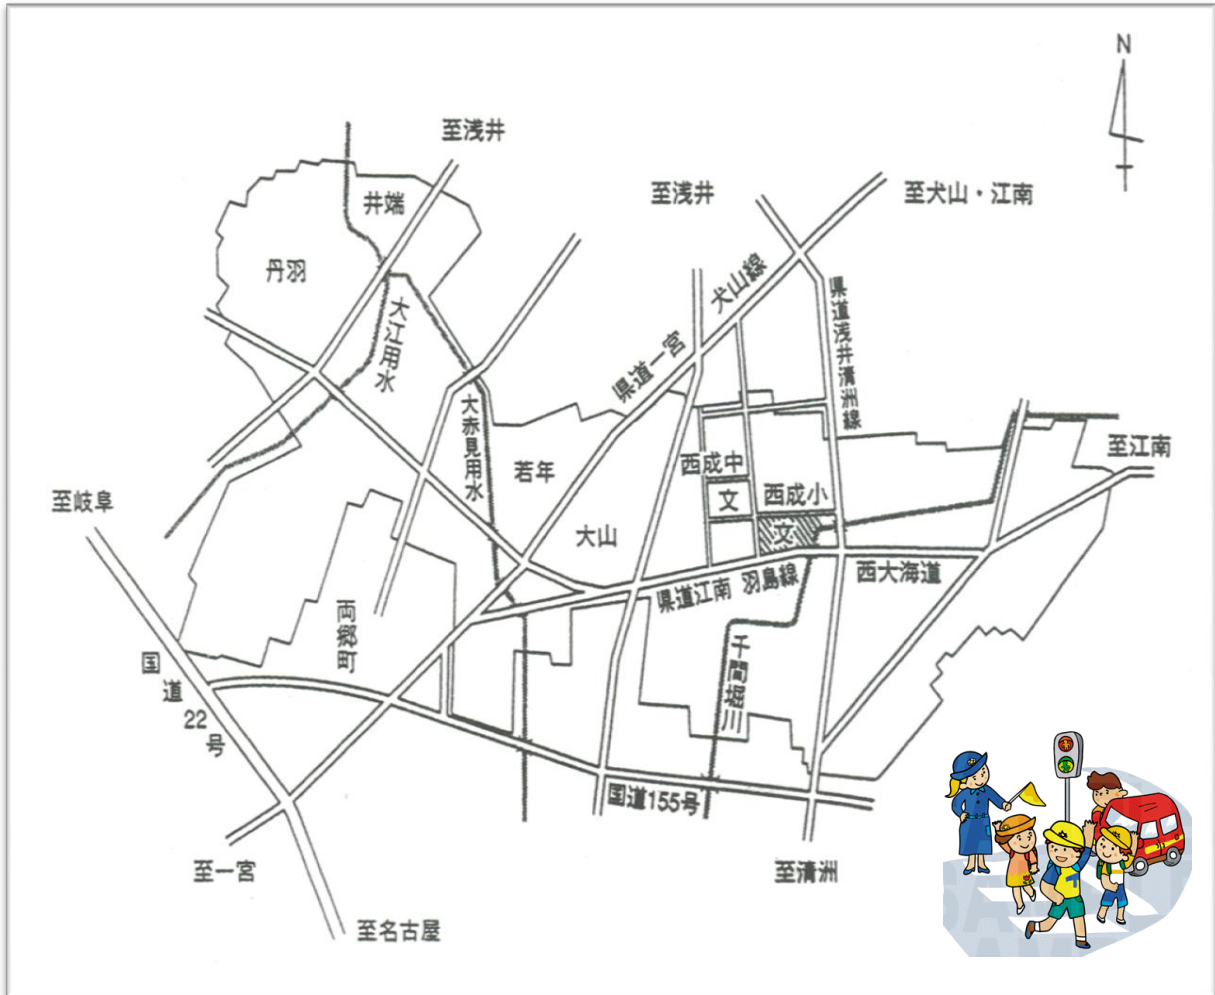 N
至浅井
至浅井
至犬山・江南
井端
丹羽
犬山線
県道一宮
県道浅井清洲線
大江用水
大赤見用水
若年
西成中
文
西成小
文
至江南
至岐阜
大山
西大海道
県道江南 羽島線
両郷町
千間堀川
国道22号
国道155号
至一宮
至清洲
至名古屋